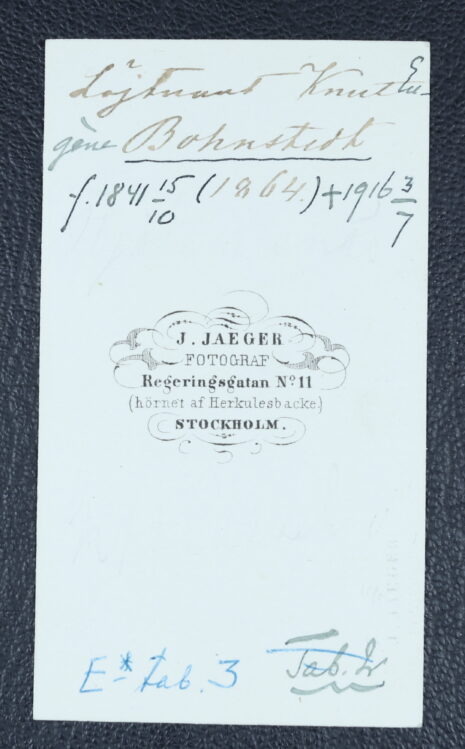 Löjtnant Knut Eu-
gène Bohnstedt
f. 1841 15/10 (1864.) + 1916 3/7
J. JAEGER
FOTOGRAF
Regeringsgatan No. 11
(hörnet af Herkulesbacke.)
STOCKHOLM.
J. JAEGER
E* tab. 3
Tab. 2